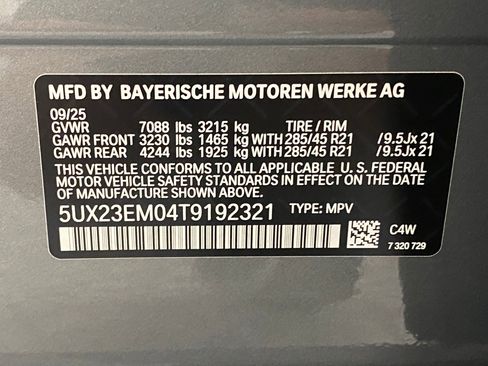 MFD BY BAYERISCHE MOTOREN WERKE AG
09/25
GVWR 7088 lbs 3215 kg TIRE / RIM
GAWR FRONT 3230 lbs 1465 kg WITH 285/45 R21 /9.5Jx 21
GAWR REAR 4244 lbs 1925 kg WITH 285/45 R21 /9.5Jx 21
THIS VEHICLE CONFORMS TO ALL APPLICABLE U. S. FEDERAL
MOTOR VEHICLE SAFETY STANDARDS IN EFFECT ON THE DATE
OF MANUFACTURE SHOWN ABOVE.
5UX23EM04T9192321 TYPE: MPV
C4W
7 320 729